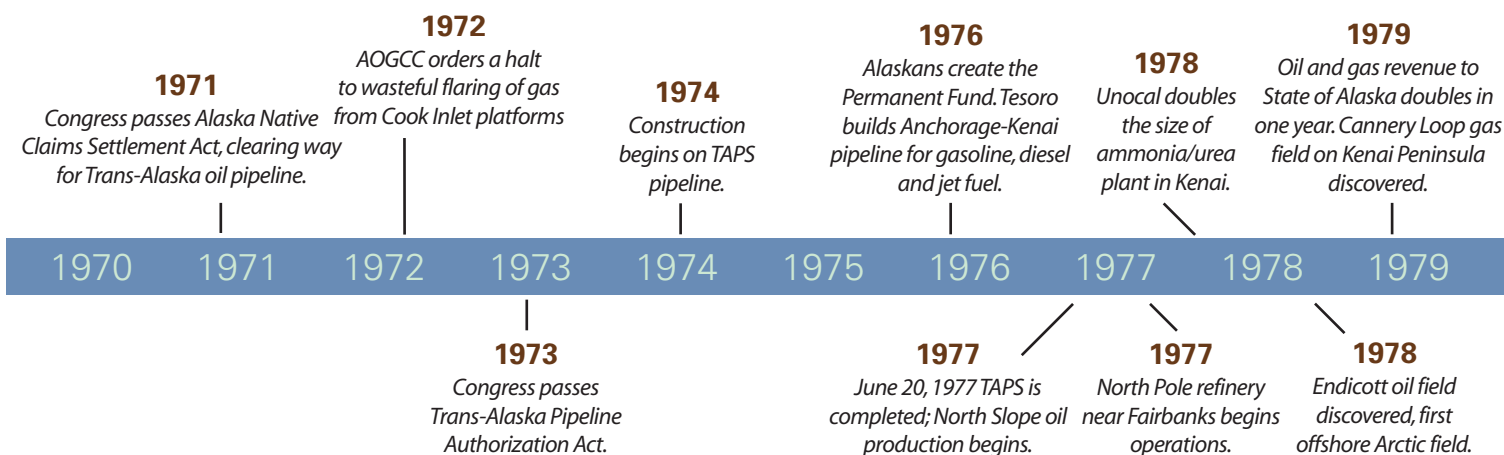 1971
Congress passes Alaska Native
Claims Settlement Act, clearing way
for Trans-Alaska oil pipeline.
1972
AOGCC orders a halt
to wasteful flaring of gas
from Cook Inlet platforms
1974
Construction
begins on TAPS
pipeline.
1976
Alaskans create the
Permanent Fund. Tesoro
builds Anchorage-Kenai
pipeline for gasoline, diesel
and jet fuel.
1978
Unocal doubles
the size of
ammonia/urea
plant in Kenai.
1979
Oil and gas revenue to
State of Alaska doubles in
one year. Cannery Loop gas
field on Kenai Peninsula
discovered.
1970 1971 1972 1973 1974 1975 1976 1977 1978 1979
1973
Congress passes
Trans-Alaska Pipeline
Authorization Act.
1977
June 20, 1977 TAPS is
completed; North Slope oil
production begins.
1977
North Pole refinery
near Fairbanks begins
operations.
1978
Endicott oil field
discovered, first
offshore Arctic field.